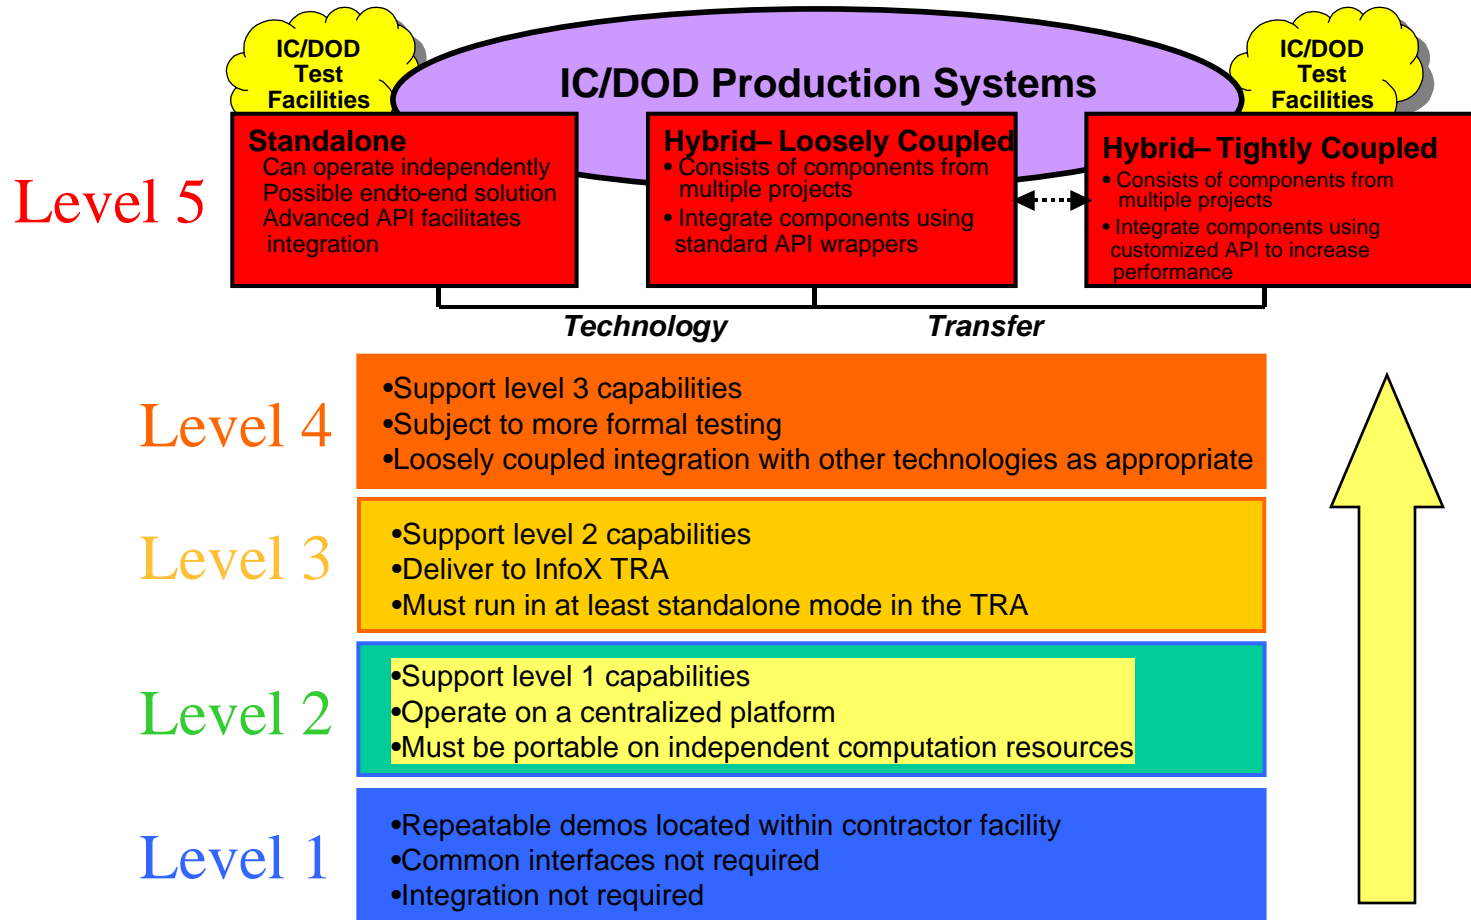 IC/DOD
Test
Facilities
IC/DOD Production Systems
IC/DOD
Test
Facilities
Level 5
Standalone
Can operate independently
Possible end-to-end solution
Advanced API facilitates
integration
Hybrid– Loosely Coupled
• Consists of components from
multiple projects
• Integrate components using
standard API wrappers
Hybrid– Tightly Coupled
• Consists of components from
multiple projects
• Integrate components using
customized API to increase
performance
Technology Transfer
Level 4
•Support level 3 capabilities
•Subject to more formal testing
•Loosely coupled integration with other technologies as appropriate
Level 3
•Support level 2 capabilities
•Deliver to InfoX TRA
•Must run in at least standalone mode in the TRA
Level 2
•Support level 1 capabilities
•Operate on a centralized platform
•Must be portable on independent computation resources
Level 1
•Repeatable demos located within contractor facility
•Common interfaces not required
•Integration not required